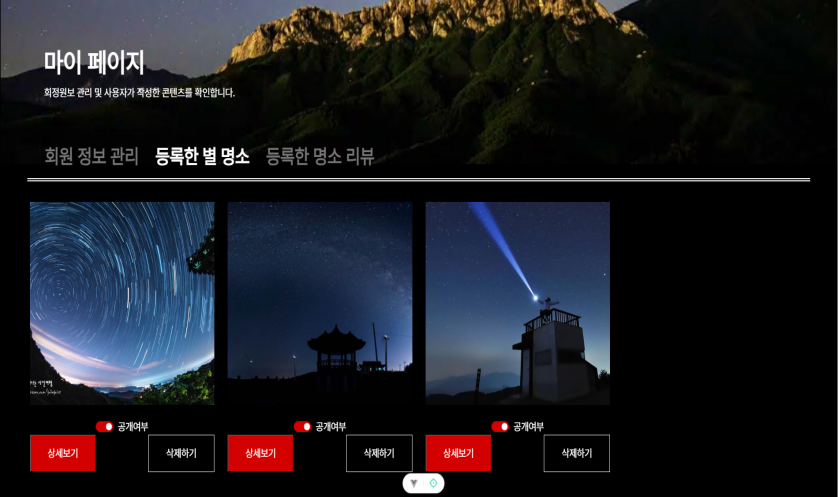 마이 페이지
회정원보 관리 및 사용자가 작성한 콘텐츠를 확인합니다.
회원 정보 관리 등록한 별 명소 등록한 명소 리뷰
공개여부 공개여부 공개여부
상세보기 삭제하기 상세보기 삭제하기 상세보기 삭제하기